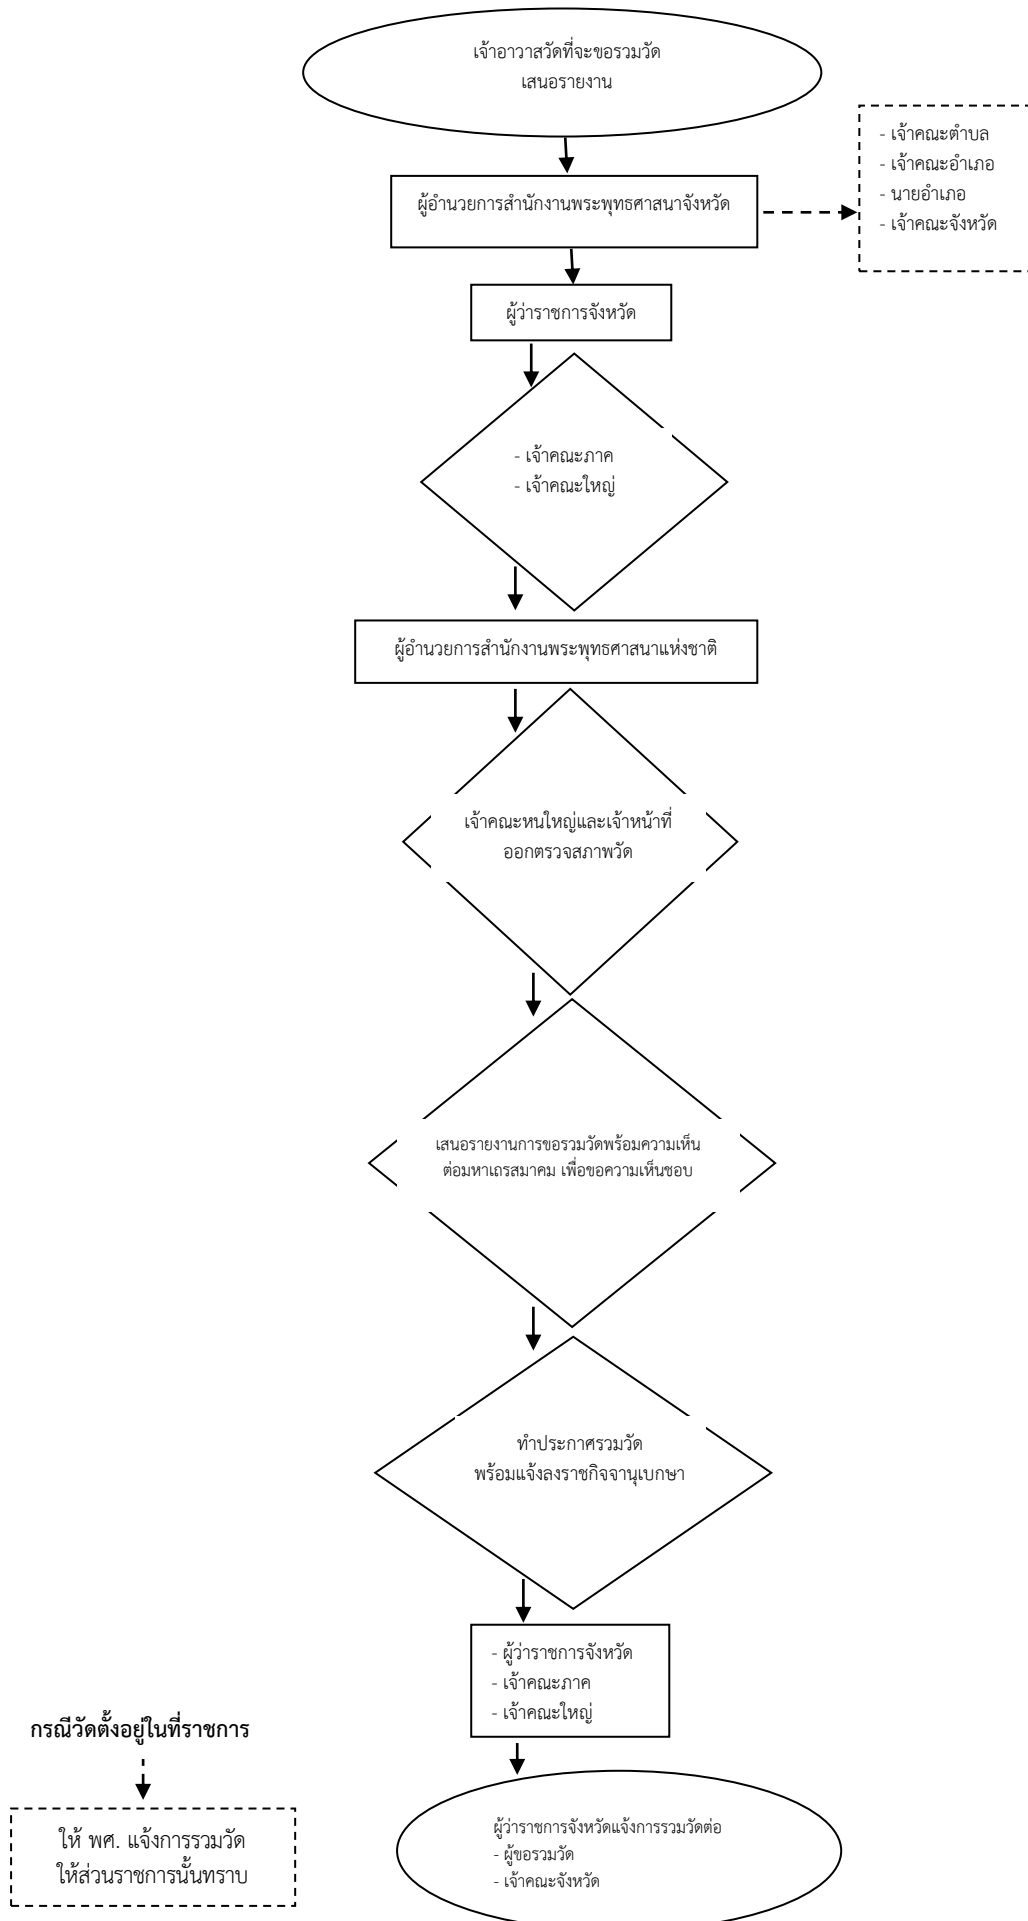 เจ้าอาวาสวัดที่จะขอรวมวัด
เสนอรายงาน
ผู้อำนวยการสำนักงานพระพุทธศาสนาจังหวัด
- เจ้าคณะตำบล
- เจ้าคณะอำเภอ
- นายอำเภอ
- เจ้าคณะจังหวัด
ผู้ว่าราชการจังหวัด
- เจ้าคณะภาค
- เจ้าคณะใหญ่
ผู้อำนวยการสำนักงานพระพุทธศาสนาแห่งชาติ
เจ้าคณะหนใหญ่และเจ้าหน้าที่
ออกตรวจสภาพวัด
เสนอรายงานการขอรวมวัดพร้อมความเห็น
ต่อมหาเถรสมาคม เพื่อขอความเห็นชอบ
ทำประกาศรวมวัด
พร้อมแจ้งลงราชกิจจานุเบกษา
- ผู้ว่าราชการจังหวัด
- เจ้าคณะภาค
- เจ้าคณะใหญ่
กรณีวัดตั้งอยู่ในที่ราชการ
ให้ พศ. แจ้งการรวมวัด
ให้ส่วนราชการนั้นทราบ
ผู้ว่าราชการจังหวัดแจ้งการรวมวัดต่อ
- ผู้ขอรวมวัด
- เจ้าคณะจังหวัด